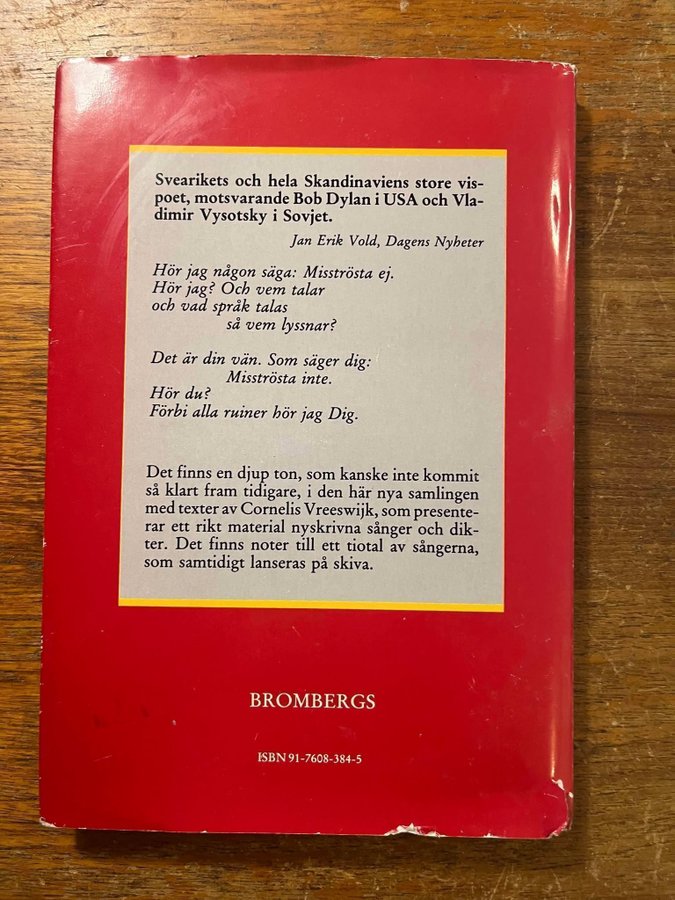 Svearikets och hela Skandinaviens store vis-
poet, motsvarande Bob Dylan i USA och Vla-
dimir Vysotsky i Sovjet.
Jan Erik Vold, Dagens Nyheter
Hör jag någon säga: Misströsta ej.
Hör jag? Och vem talar
och vad språk talas
så vem lyssnar?
Det är din vän. Som säger dig:
Misströsta inte.
Hör du?
Förbi alla ruiner hör jag Dig.
Det finns en djup ton, som kanske inte kommit
så klart fram tidigare, i den här nya samlingen
med texter av Cornelis Vreeswijk, som presente-
rar ett rikt material nyskrivna sånger och dik-
ter. Det finns noter till ett tiotal av sångerna,
som samtidigt lanseras på skiva.
BROMBERGS
ISBN 91-7608-384-5